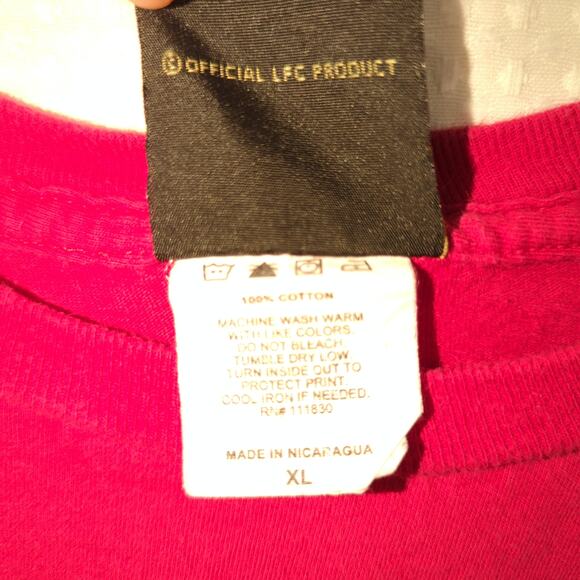 © OFFICIAL LFC PRODUCT
100% COTTON
MACHINE WASH WARM
WITH LIKE COLORS.
DO NOT BLEACH.
TUMBLE DRY LOW
TURN INSIDE OUT TO
PROTECT PRINT.
COOL IRON IF NEEDED.
RN# 111830
MADE IN NICARAGUA
XL